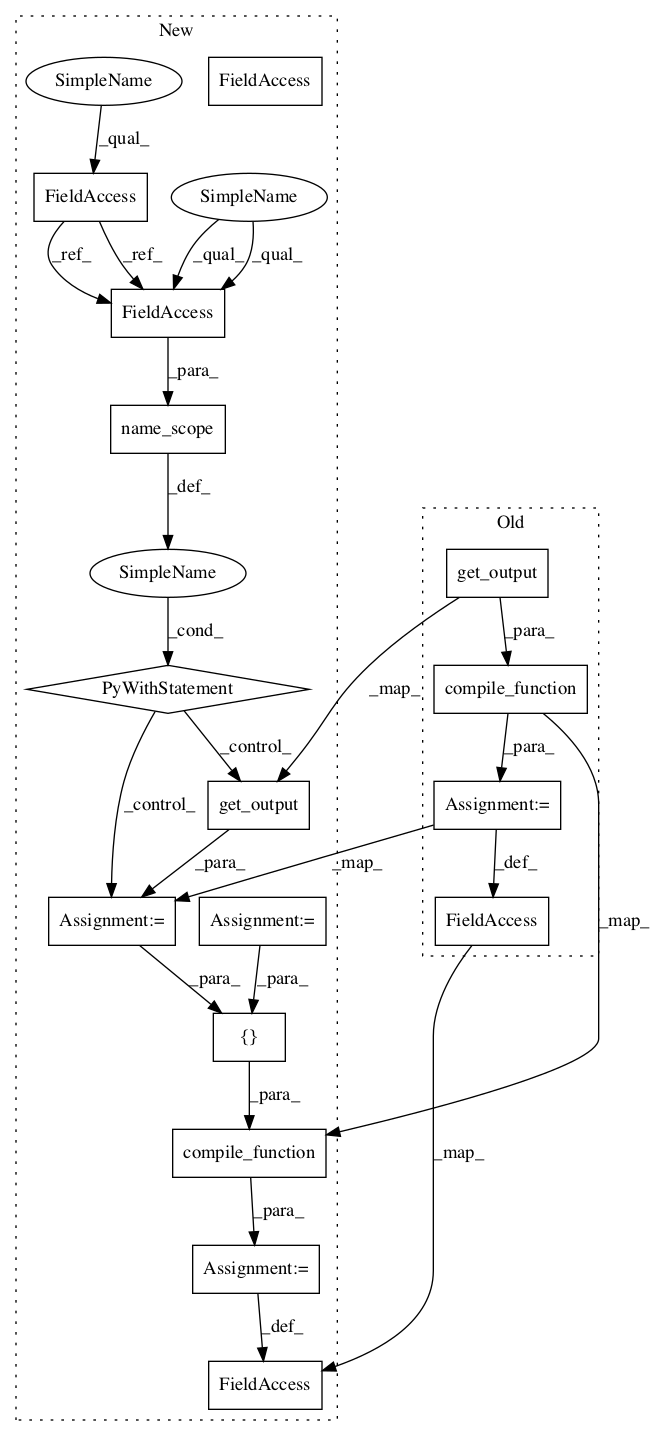 New
SimpleName
FieldAccess
_qual_
FieldAccess
SimpleName
_ref_
_ref_
_qual_
_qual_
FieldAccess
_para_
name_scope
_def_
Old
SimpleName
get_output
_cond_
_para_
PyWithStatement
compile_function
_map_
_control_
_para_
_control_
get_output
Assignment:=
_para_
_map_
_def_
Assignment:=
Assignment:=
FieldAccess
_map_
_para_
_para_
{}
_para_
compile_function
_map_
_para_
Assignment:=
_def_
FieldAccess